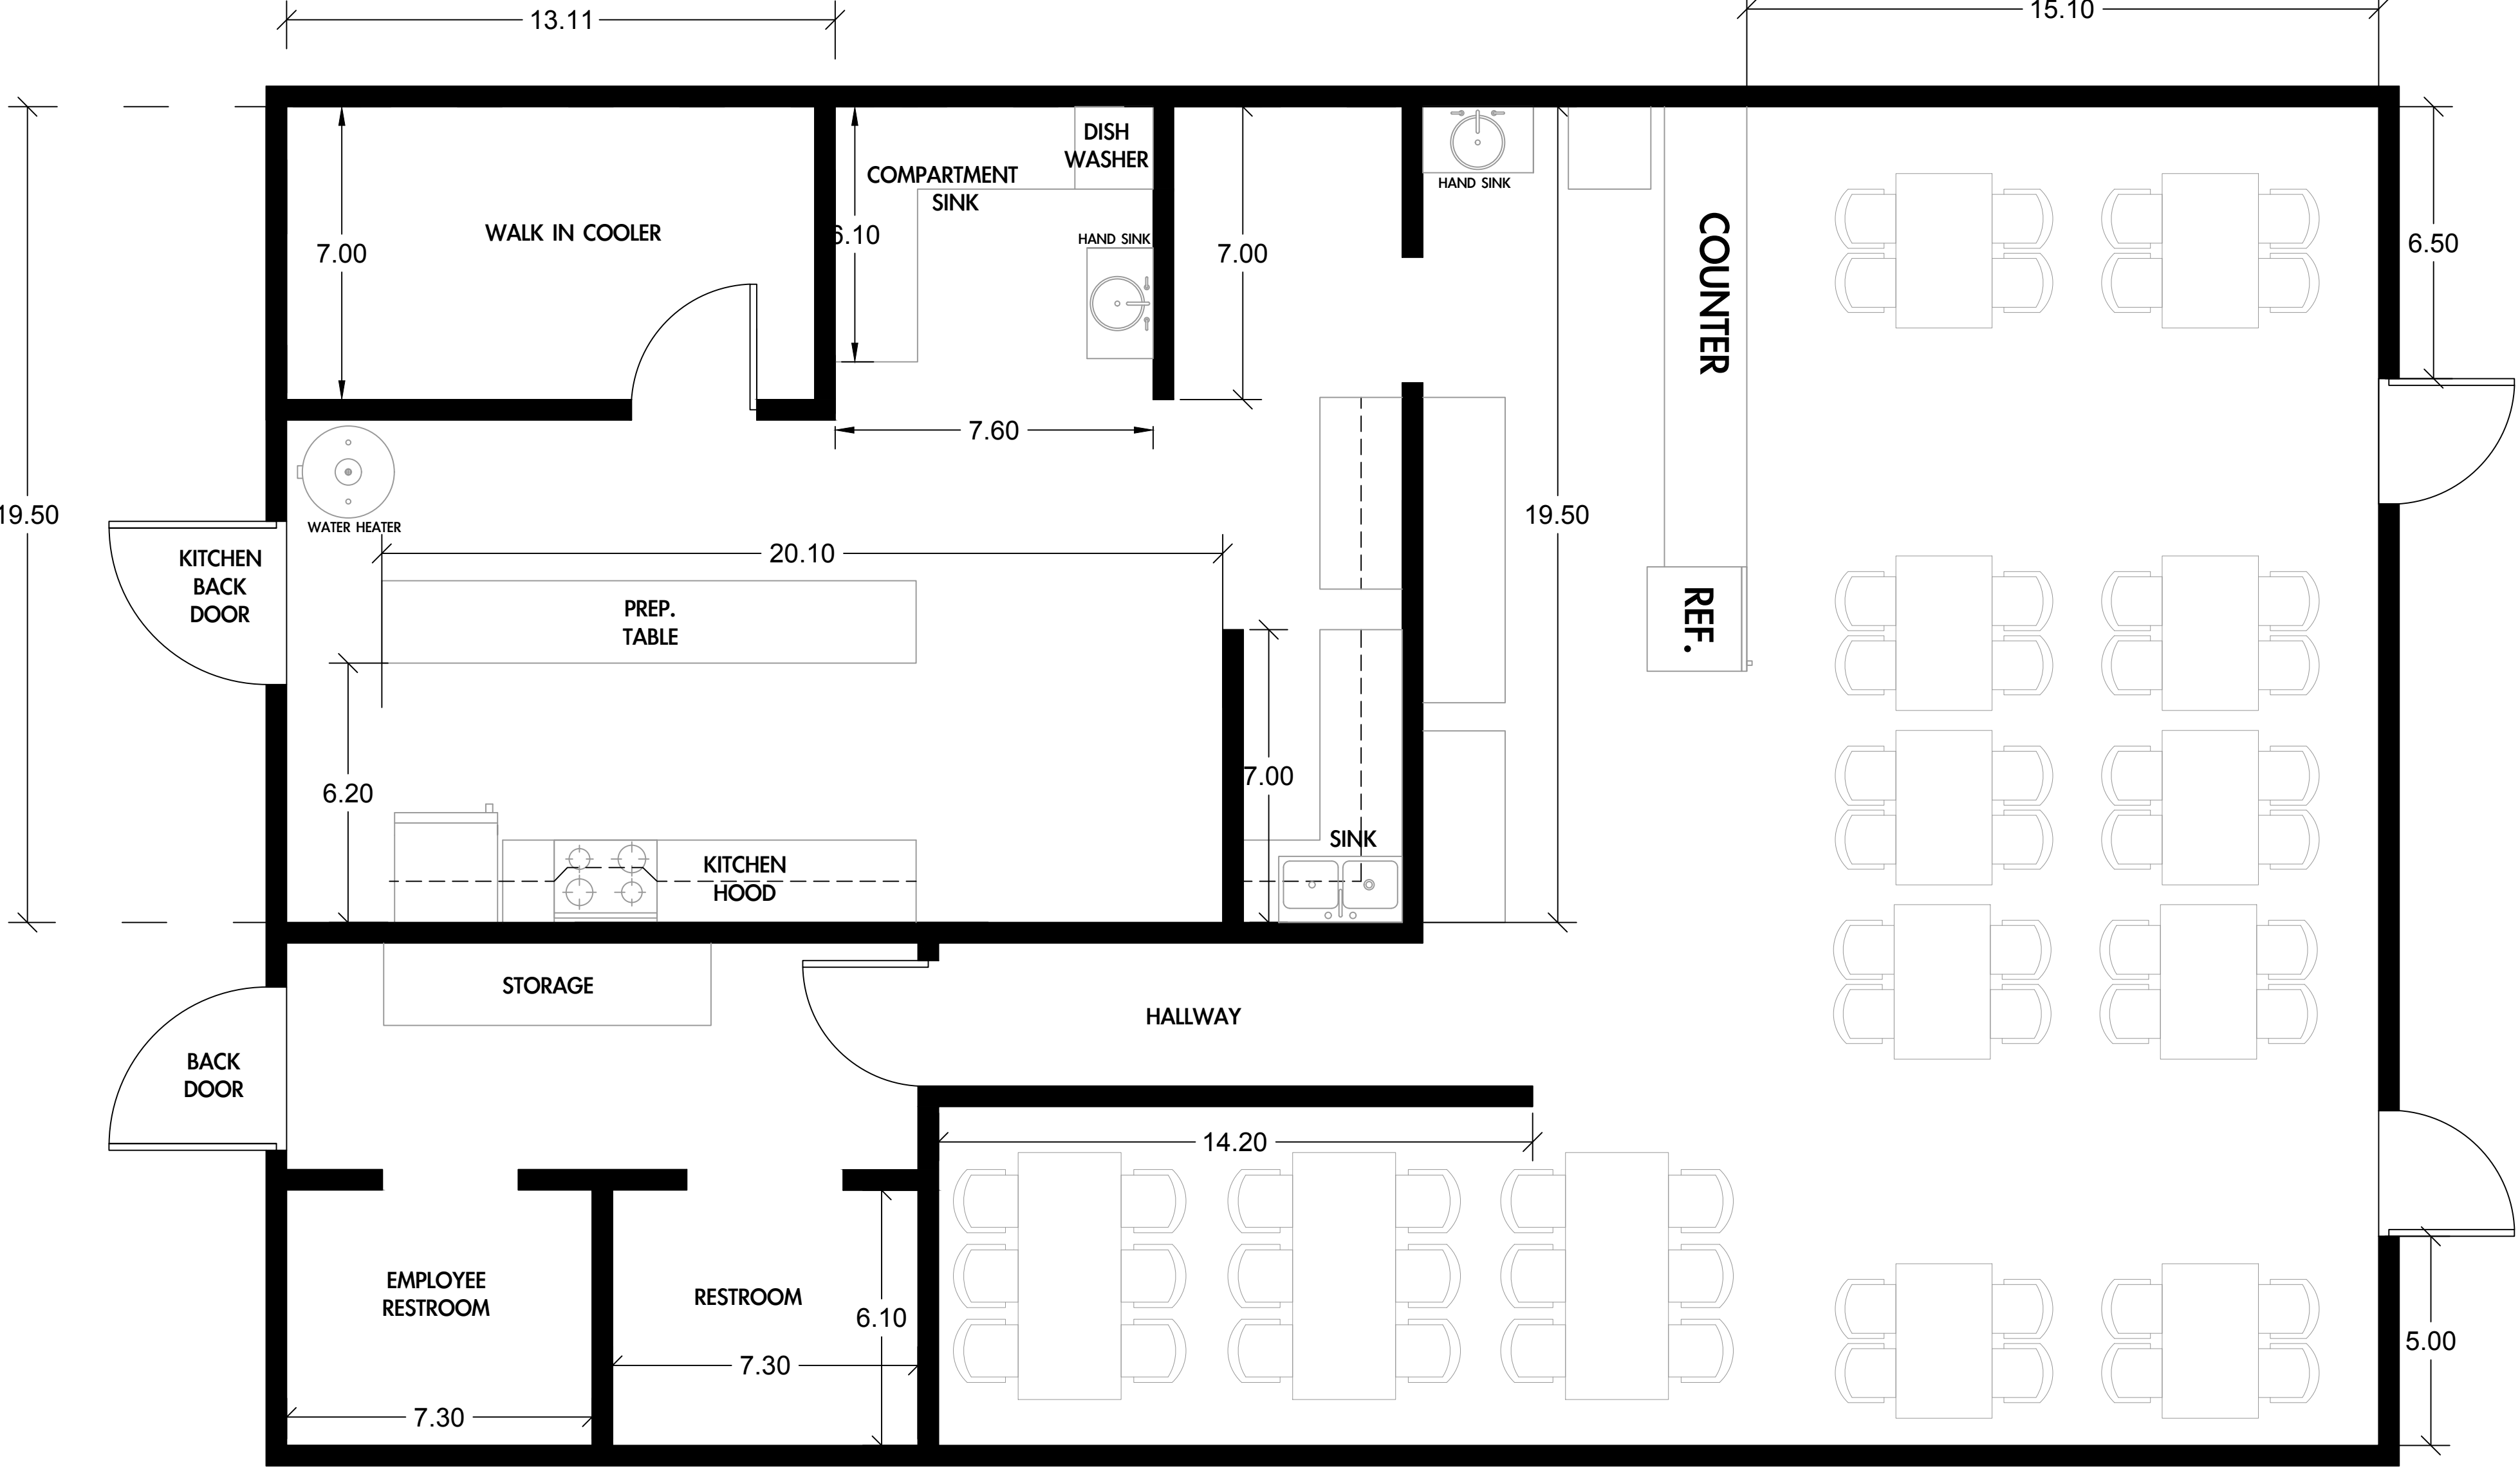 13.11
15.10
DISH
WASHER
COMPARTMENT
SINK
HAND SINK
WALK IN COOLER
7.00
6.10
HAND SINK
7.00
COUNTER
6.50
7.60
19.50
WATER HEATER
KITCHEN
BACK
DOOR
20.10
19.50
PREP.
TABLE
REF.
6.20
7.00
SINK
KITCHEN
HOOD
STORAGE
HALLWAY
BACK
DOOR
14.20
EMPLOYEE
RESTROOM
RESTROOM
6.10
5.00
7.30
7.30